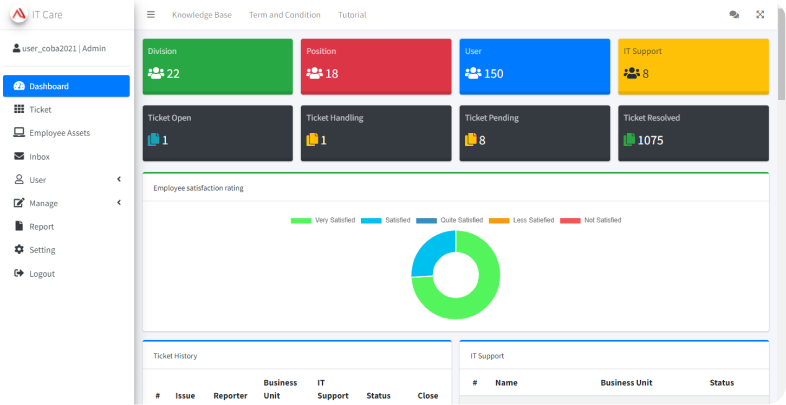 IT Care
Knowledge Base Term and Condition Tutorial
user_coba2021 | Admin
Dashboard
Ticket
Employee Assets
Inbox
User
Manage
Report
Setting
Logout
Division
22
Position
18
User
150
IT Support
8
Ticket Open
1
Ticket Handling
1
Ticket Pending
8
Ticket Resolved
1075
Employee satisfaction rating
Very Satisfied Satisfied Quite Satisfied Less Satisfied Not Satisfied
Ticket History
# Issue Reporter Business Unit IT Support Status Close
IT Support
# Name Business Unit Status